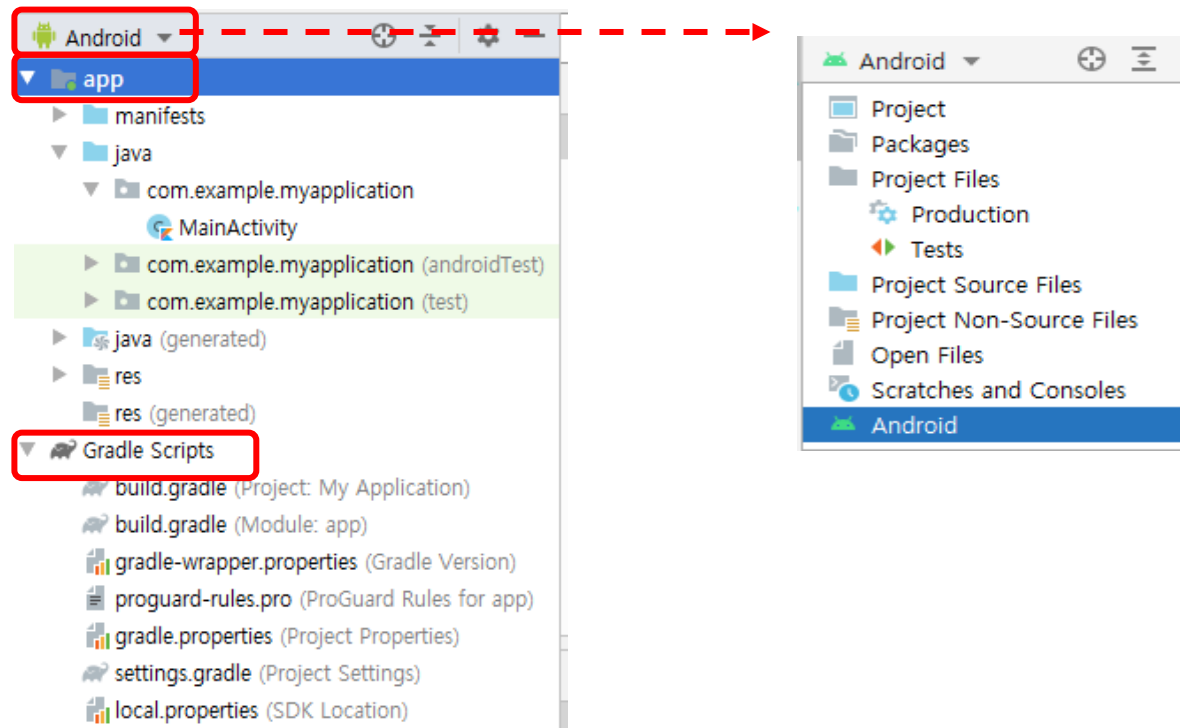 Android
app
manifests
java
com.example.myapplication
MainActivity
com.example.myapplication (androidTest)
com.example.myapplication (test)
java (generated)
res
res (generated)
Gradle Scripts
build.gradle (Project: My Application)
build.gradle (Module: app)
gradle-wrapper.properties (Gradle Version)
proguard-rules.pro (ProGuard Rules for app)
gradle.properties (Project Properties)
settings.gradle (Project Settings)
local.properties (SDK Location)
Android
Project
Packages
Project Files
Production
Tests
Project Source Files
Project Non-Source Files
Open Files
Scratches and Consoles
Android